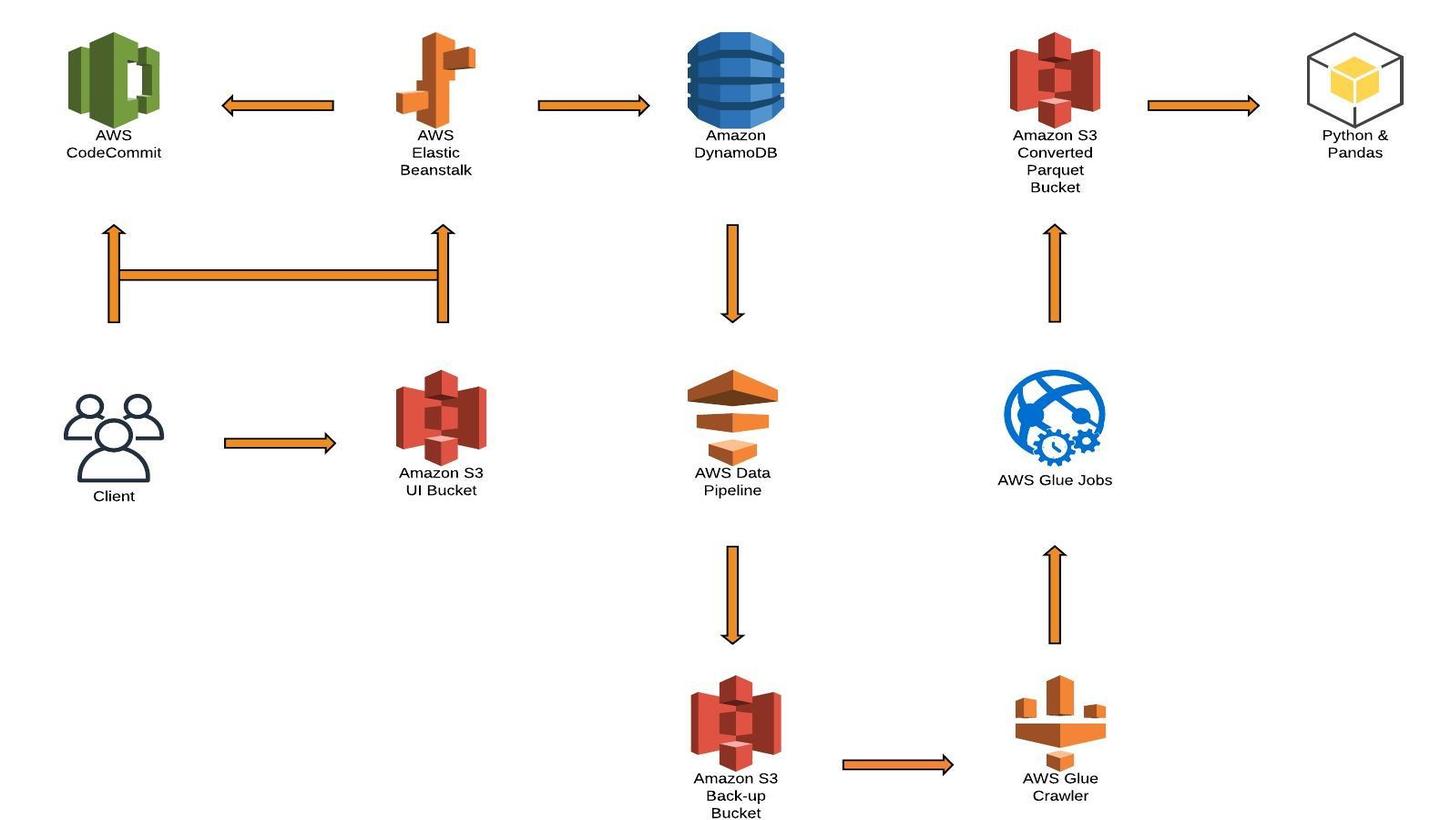 AWS
CodeCommit
AWS
Elastic
Beanstalk
Amazon
DynamoDB
Amazon S3
Converted
Parquet
Bucket
Python &
Pandas
Client
Amazon S3
UI Bucket
AWS Data
Pipeline
AWS Glue Jobs
Amazon S3
Back-up
Bucket
AWS Glue
Crawler